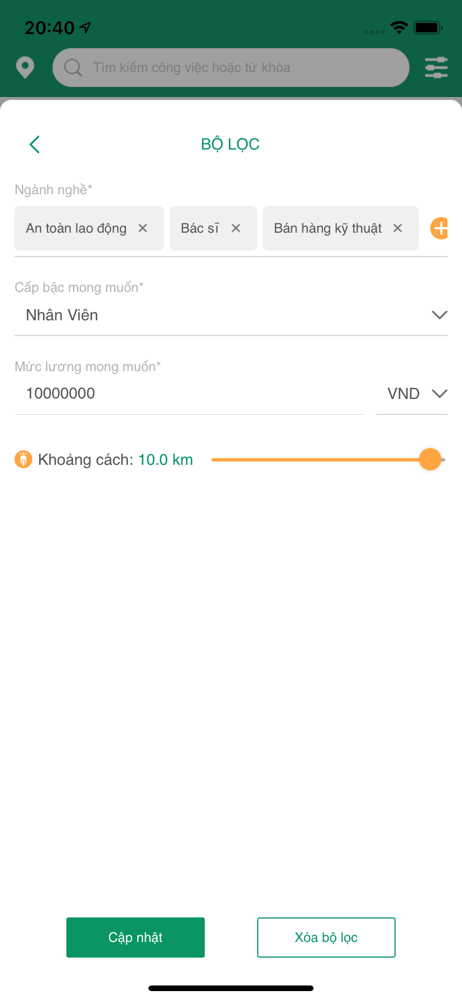 20:40
Tìm kiếm công việc hoặc từ khóa
BỘ LỌC
Ngành nghề*
An toàn lao động
Bác sĩ
Bán hàng kỹ thuật
Cấp bậc mong muốn*
Nhân Viên
Mức lương mong muốn*
10000000
VND
Khoảng cách: 10.0 km
Cập nhật
Xóa bộ lọc